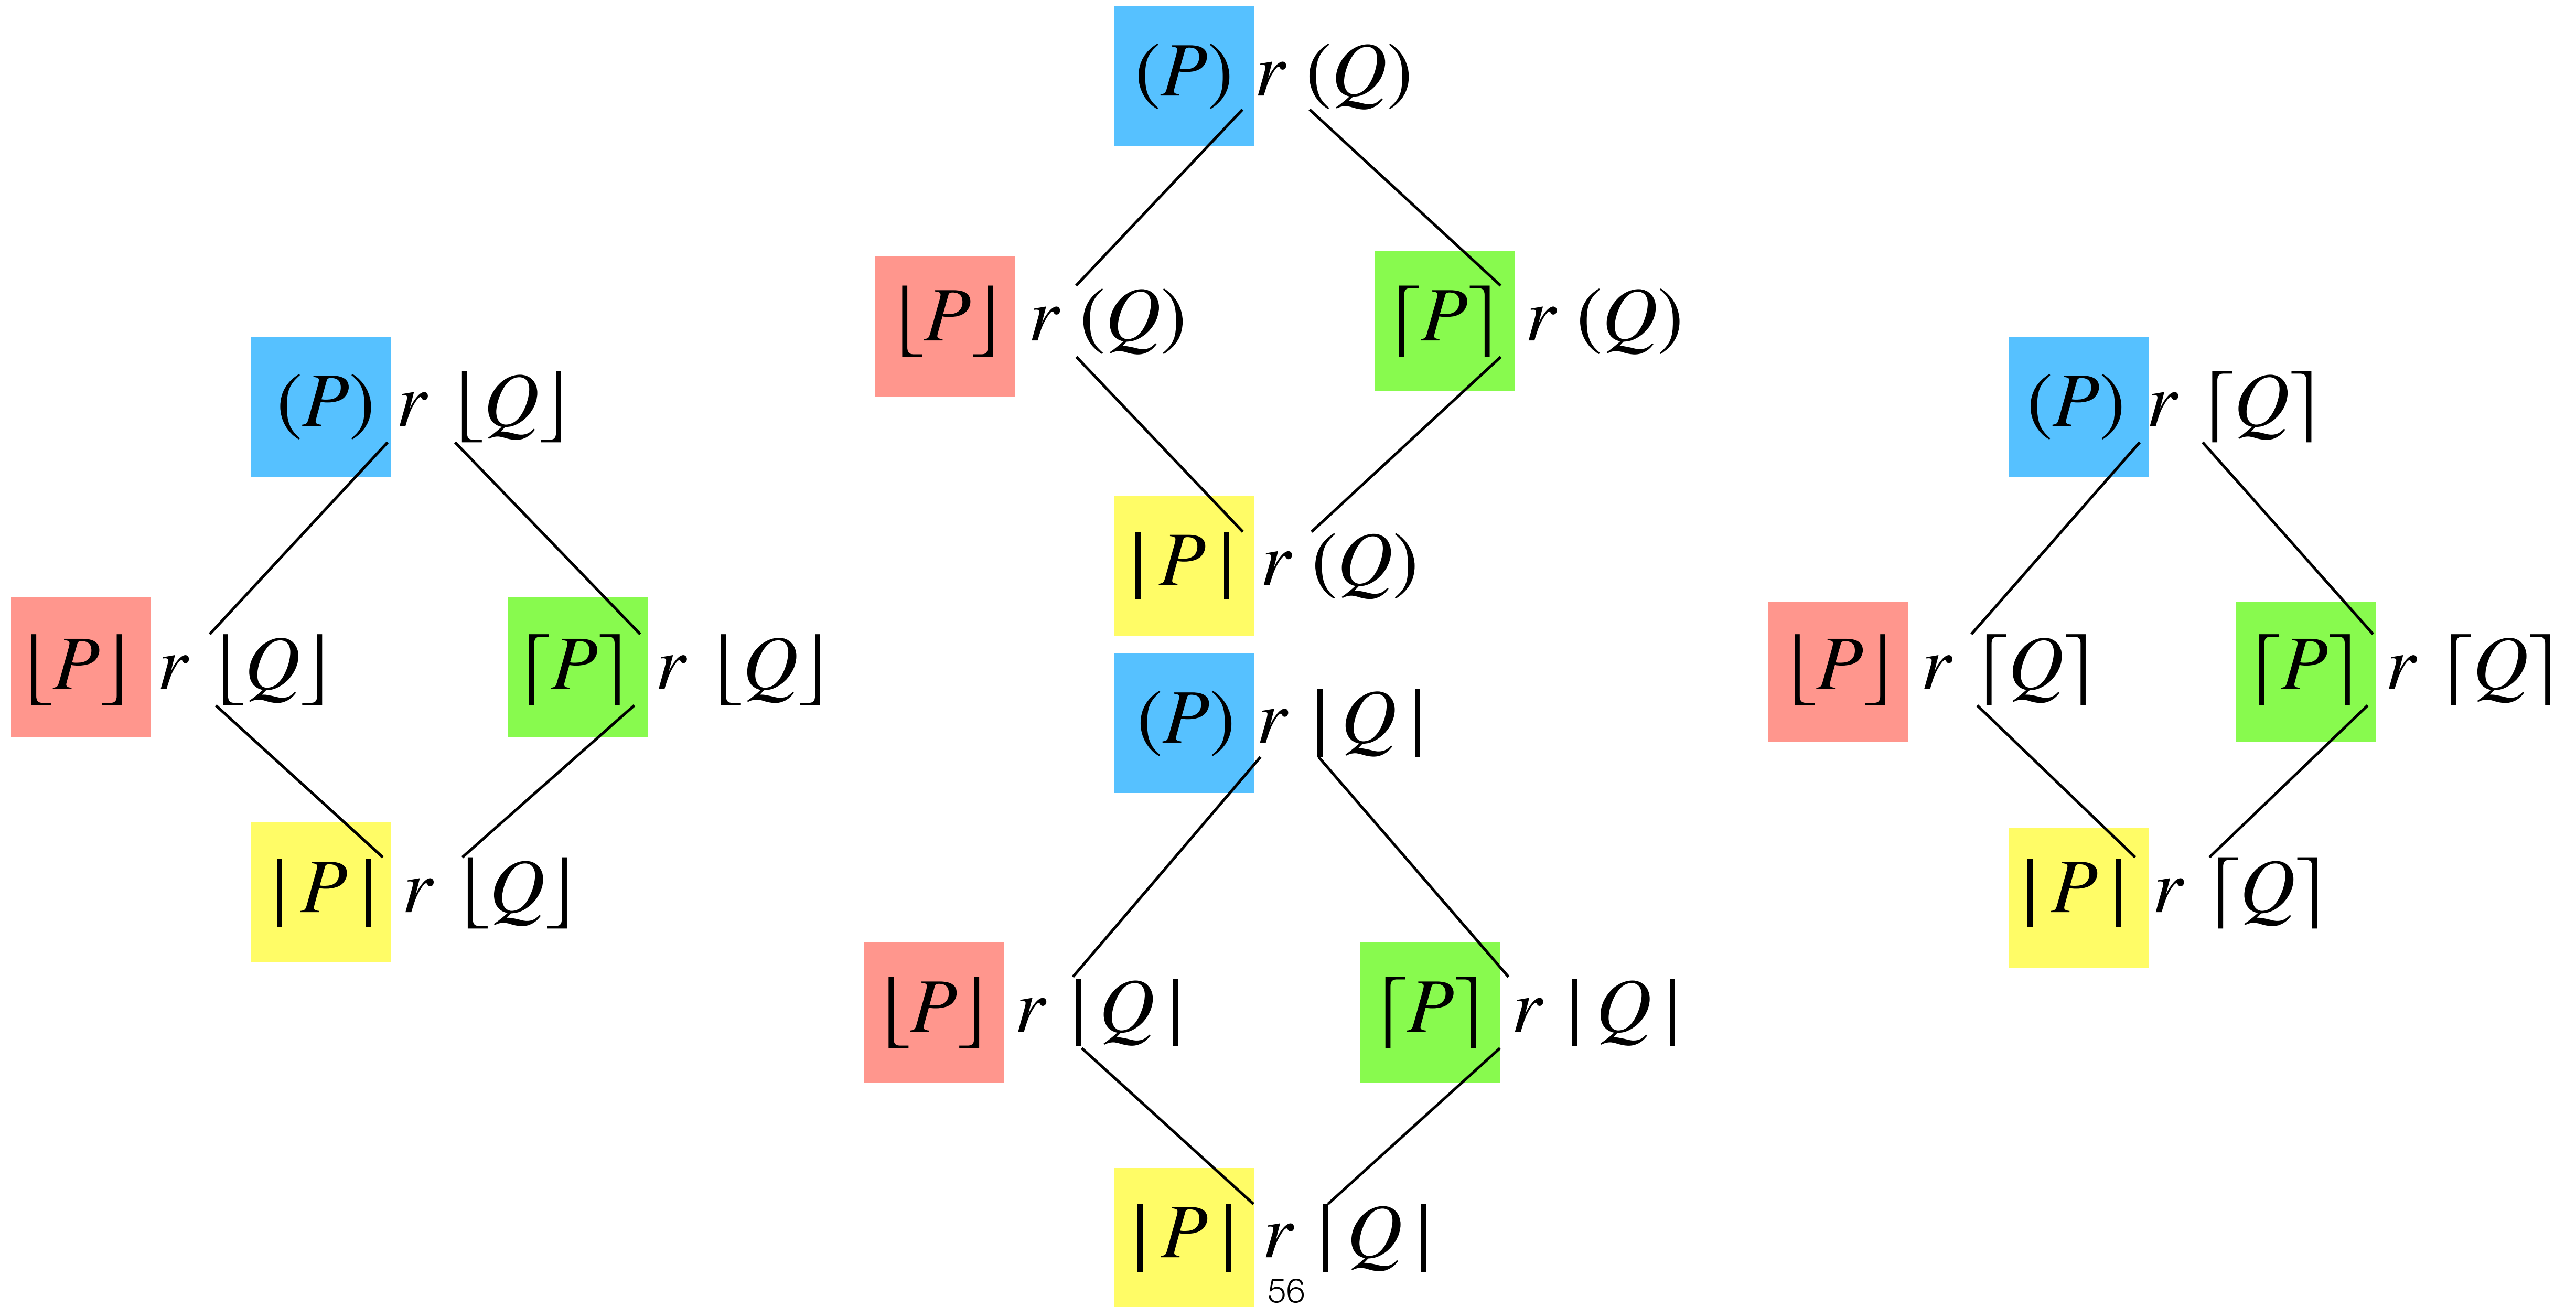 (P) r (Q)
⌊P⌋ r (Q)
⌈P⌉ r (Q)
|P| r (Q)
(P) r ⌊Q⌋
⌊P⌋ r ⌊Q⌋
⌈P⌉ r ⌊Q⌋
|P| r ⌊Q⌋
(P) r |Q|
⌊P⌋ r |Q|
⌈P⌉ r |Q|
|P| r |Q|
(P) r ⌈Q⌉
⌊P⌋ r ⌈Q⌉
⌈P⌉ r ⌈Q⌉
|P| r ⌈Q⌉
56